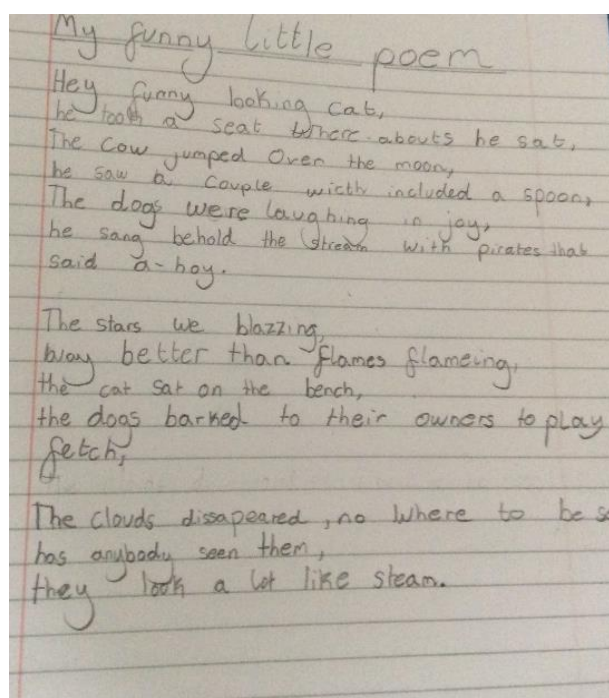 My funny little poem
Hey funny looking cat,
he tooth a seat where abouts he sat,
The cow jumped over the moon,
he saw a couple wicth included a spoon,
The dogs were laughing in joy,
he sang behold the stream with pirates that
said a-hoy.
The stars we blazzing,
way better than flames flameing,
the cat sat on the bench,
the dogs barked to their owners to play
fetch,
The clouds dissapeared, no where to be
has anybody seen them,
they look a lot like steam.